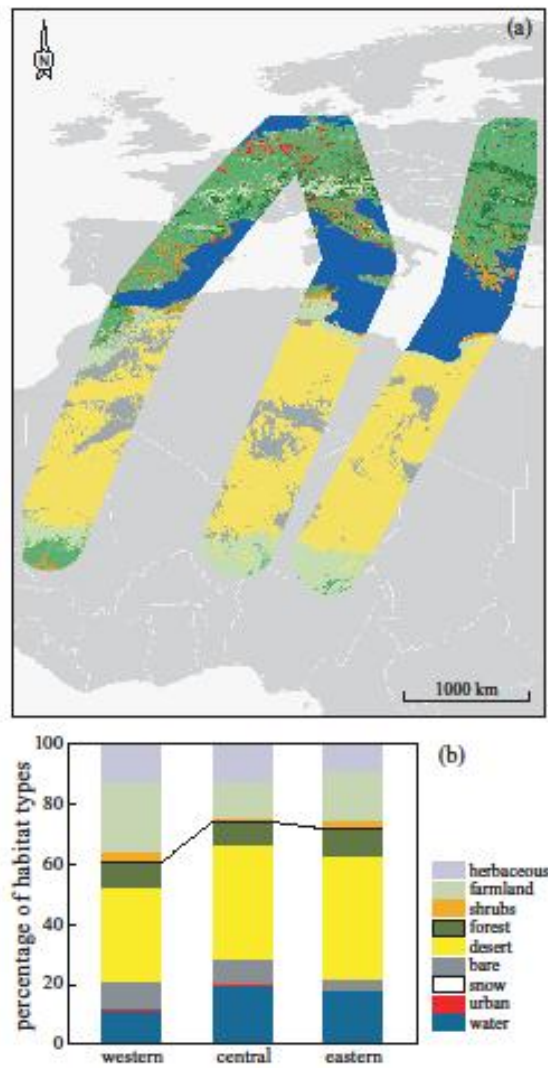 (a)
N
1000 km
(b)
100
80
60
40
20
0
percentage of habitat types
western central eastern
herbaceous
farmland
shrubs
forest
desert
bare
snow
urban
water